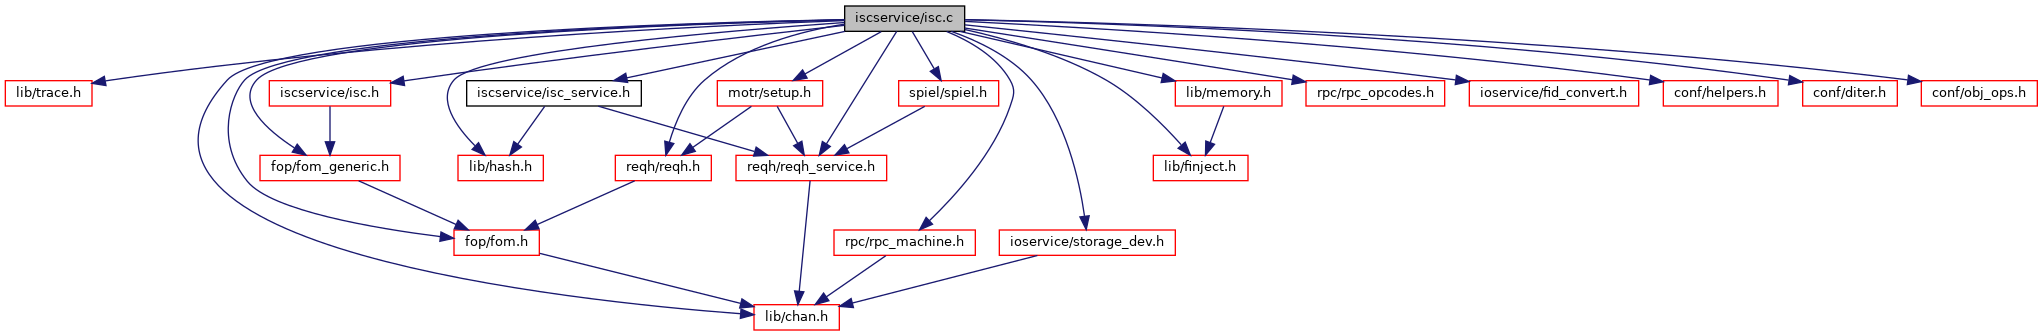 iscservice/isc.c
lib/trace.h
iscservice/isc.h
iscservice/isc_service.h
motr/setup.h
spiel/spiel.h
lib/memory.h
rpc/rpc_opcodes.h
ioservice/fid_convert.h
conf/helpers.h
conf/diter.h
conf/obj_ops.h
fop/fom_generic.h
lib/hash.h
reqh/reqh.h
reqh/reqh_service.h
lib/finject.h
fop/fom.h
rpc/rpc_machine.h
ioservice/storage_dev.h
lib/chan.h